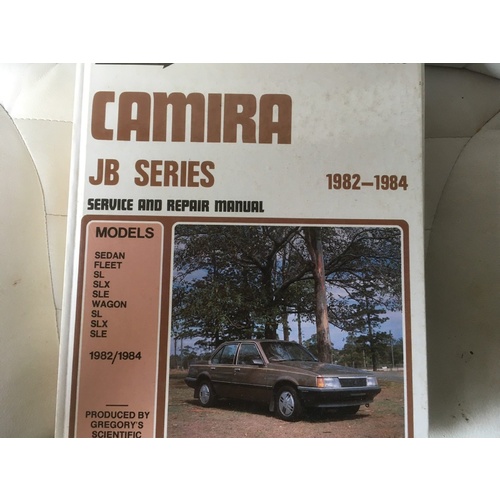 CAMIRA
JB SERIES
1982–1984
SERVICE AND REPAIR MANUAL
MODELS
SEDAN
FLEET
SL
SLX
SLE
WAGON
SL
SLX
SLE
1982/1984
PRODUCED BY
GREGORY'S
SCIENTIFIC